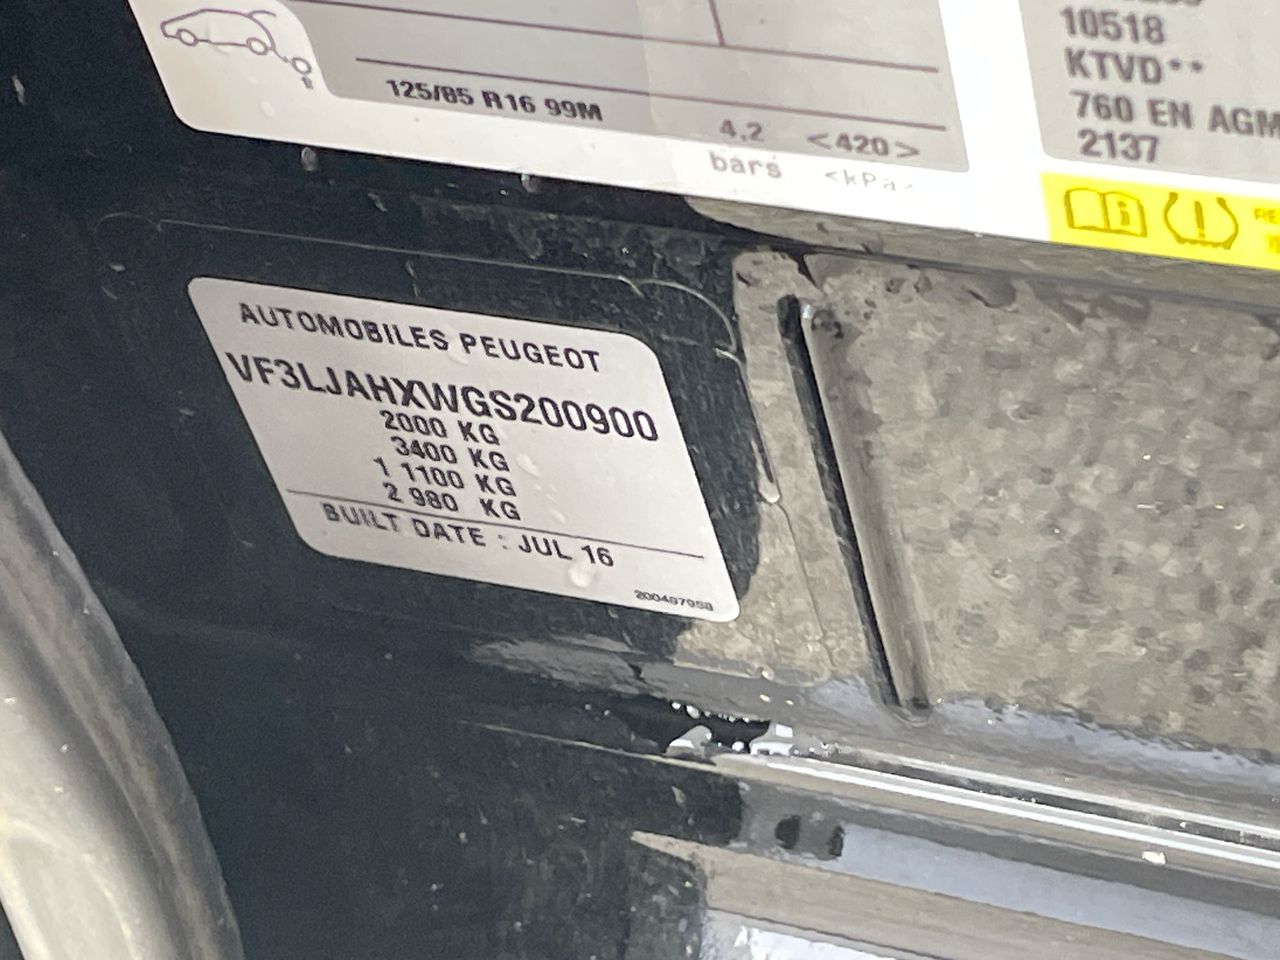 125/85 R16 99M
4,2 <420>
bars <kPa>
10518
KTVD**
760 EN AGM
2137
AUTOMOBILES PEUGEOT
VF3LJAHXWGS200900
2000 KG
3400 KG
1 1100 KG
2 980 KG
BUILT DATE : JUL 16